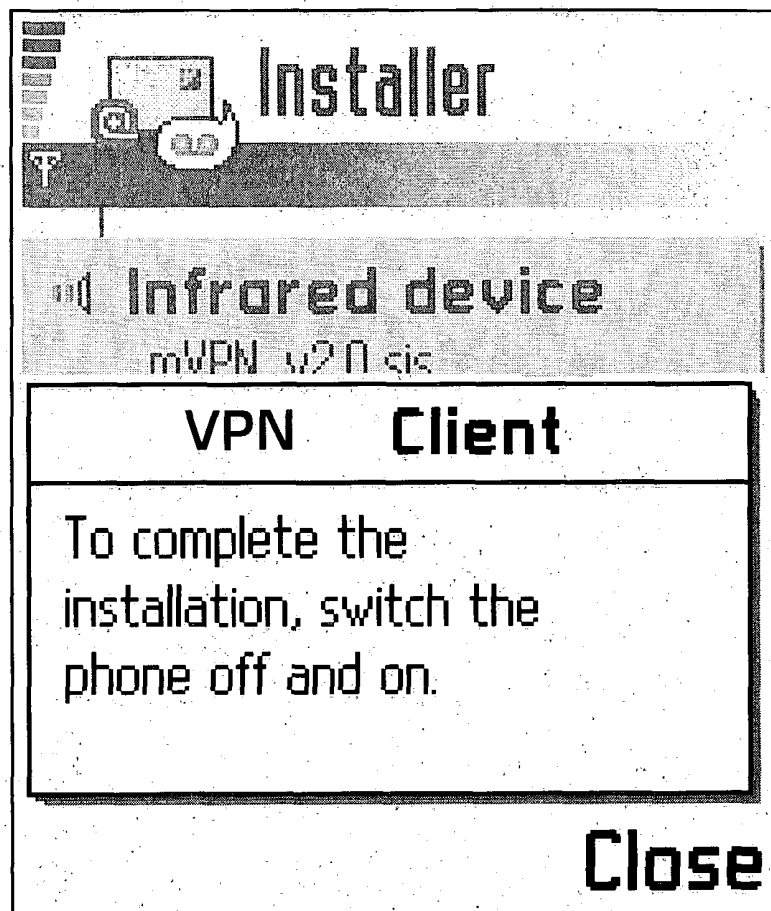 Installer
Infrared device
mVPN_v2.0.sis
VPN Client
To complete the
installation, switch the
phone off and on.
Close